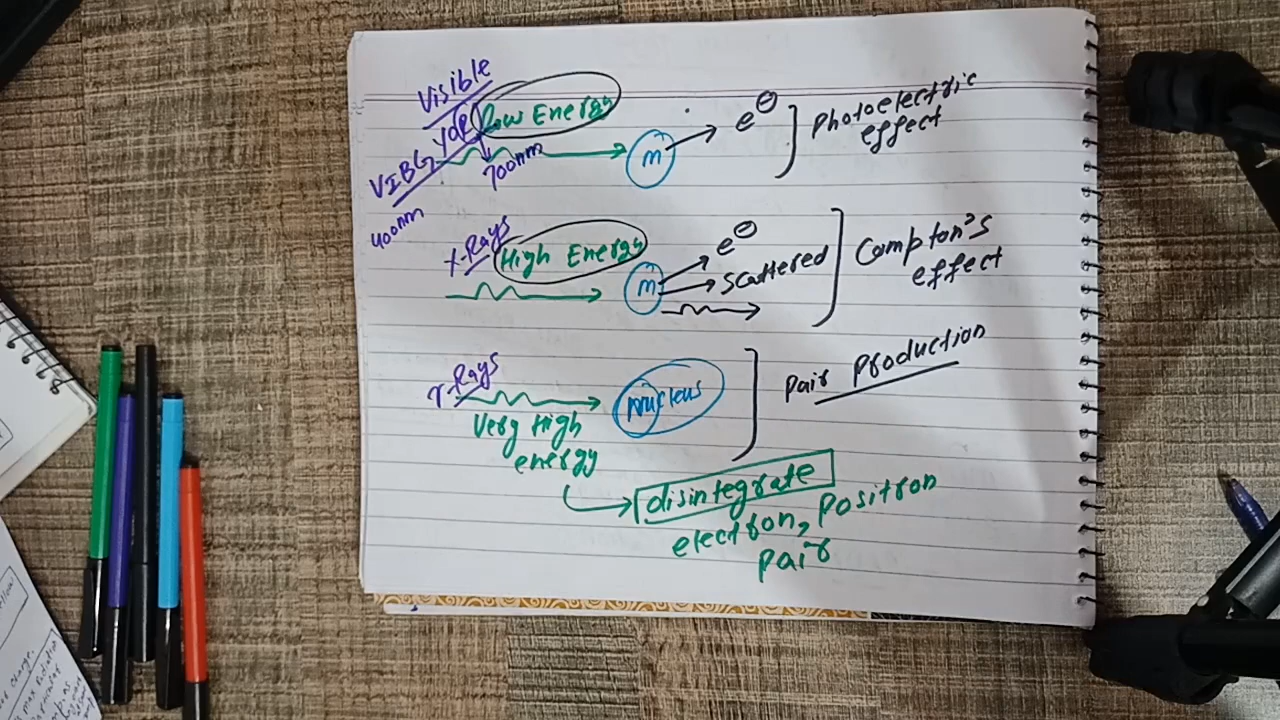 Visible
VIBGYOR Low Energy
400nm
700nm
m
e⊖
Photoelectric
effect
X-Rays
High Energy
m
e⊖
Scattered
Compton's
effect
γ-Rays
Nucleus
Very High
energy
Pair Production
disintegrate
electron, Positron
Pair